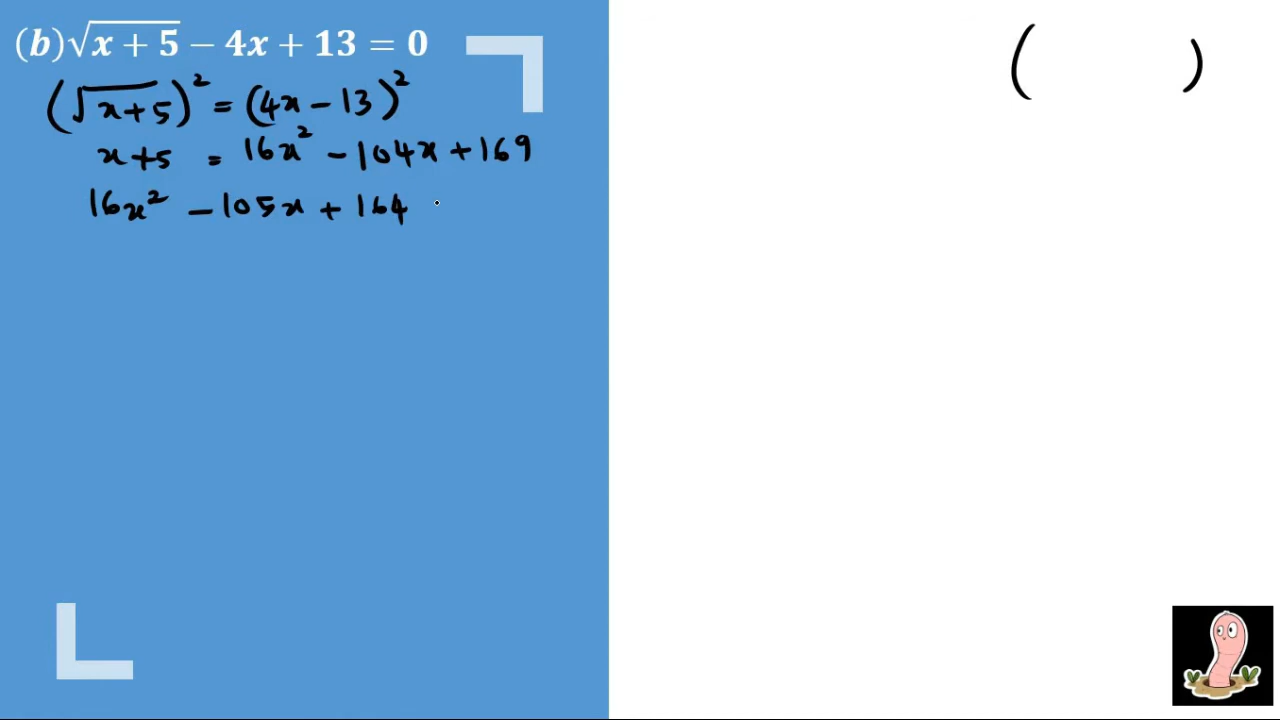 (b)√x + 5 − 4x + 13 = 0
(√x+5)² = (4x − 13)²
x+5 = 16x² − 104x + 169
16x² − 105x + 164
( )